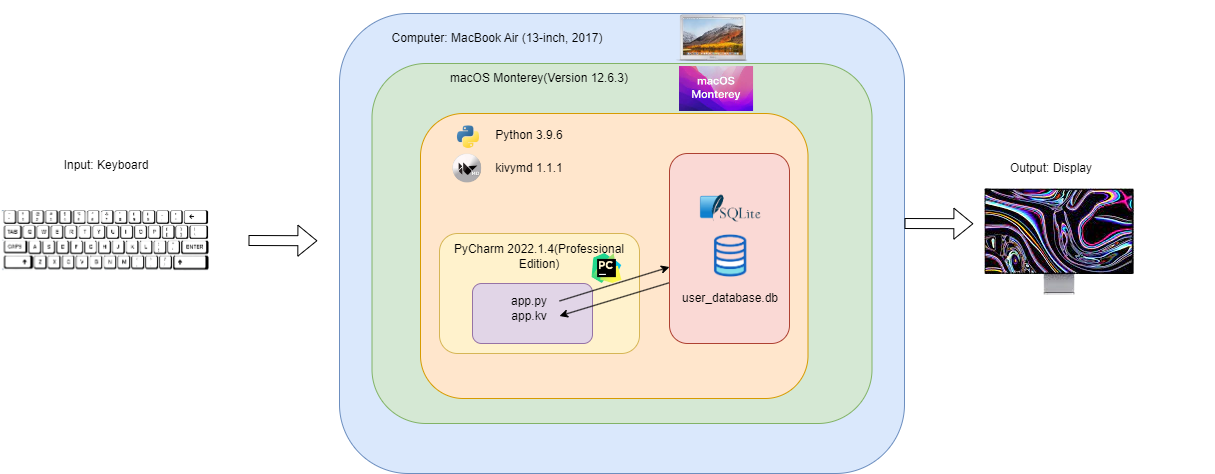 Computer: MacBook Air (13-inch, 2017)
macOS Monterey(Version 12.6.3)
macOS
Monterey
Python 3.9.6
kivymd 1.1.1
Input: Keyboard
TAB Q W E R T Y U I O P
CAPS A S D F G H J K L ENTER
Z X C V B N M
SQLite
PyCharm 2022.1.4(Professional
Edition)
PC
app.py
app.kv
user_database.db
Output: Display